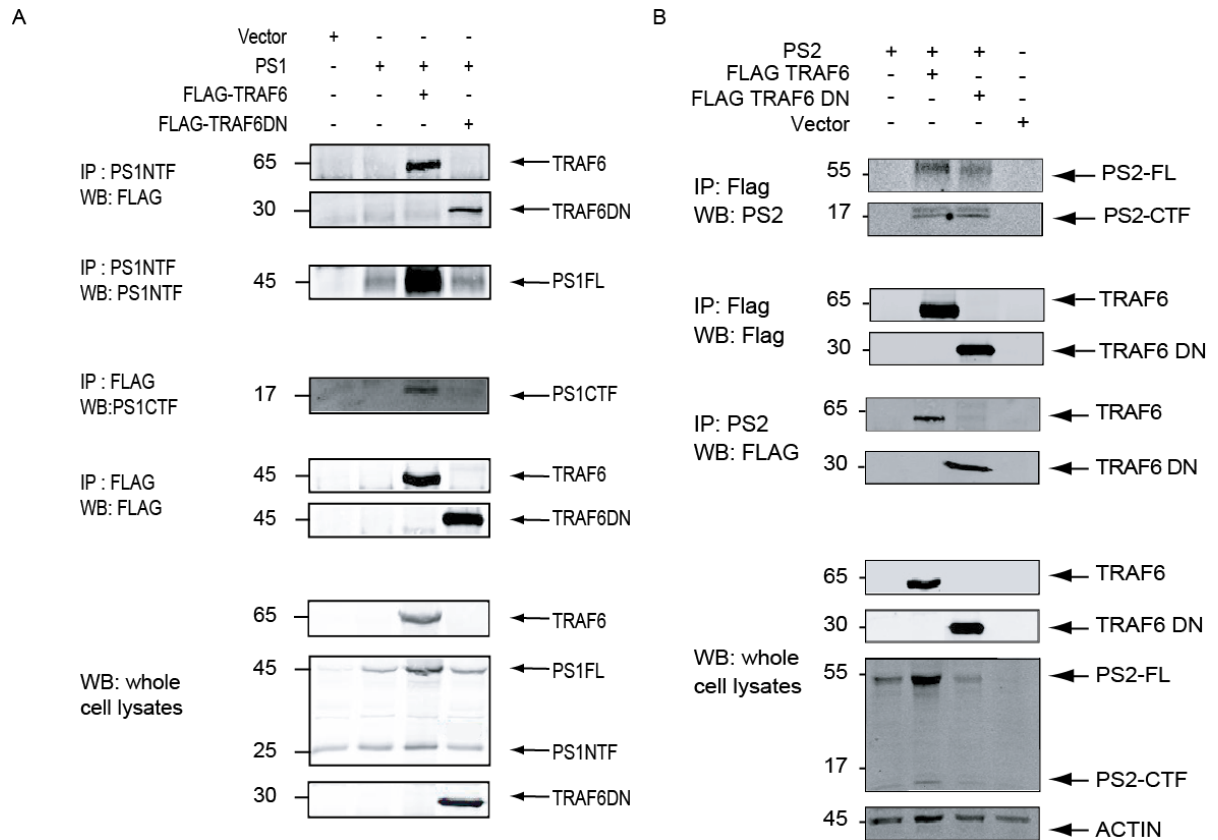 A
Vector + - - -
PS1 - + + +
FLAG-TRAF6 - - + -
FLAG-TRAF6DN - - - +
IP : PS1NTF
WB: FLAG
65
TRAF6
30
TRAF6DN
IP : PS1NTF
WB: PS1NTF
45
PS1FL
IP : FLAG
WB:PS1CTF
17
PS1CTF
IP : FLAG
WB: FLAG
45
TRAF6
45
TRAF6DN
WB: whole
cell lysates
65
TRAF6
45
PS1FL
25
PS1NTF
30
TRAF6DN
B
PS2 + + + -
FLAG TRAF6 - + - -
FLAG TRAF6 DN - - + -
Vector - - - +
IP: Flag
WB: PS2
55
PS2-FL
17
PS2-CTF
IP: Flag
WB: Flag
65
TRAF6
30
TRAF6 DN
IP: PS2
WB: FLAG
65
TRAF6
30
TRAF6 DN
WB: whole
cell lysates
65
TRAF6
30
TRAF6 DN
55
PS2-FL
17
PS2-CTF
45
ACTIN